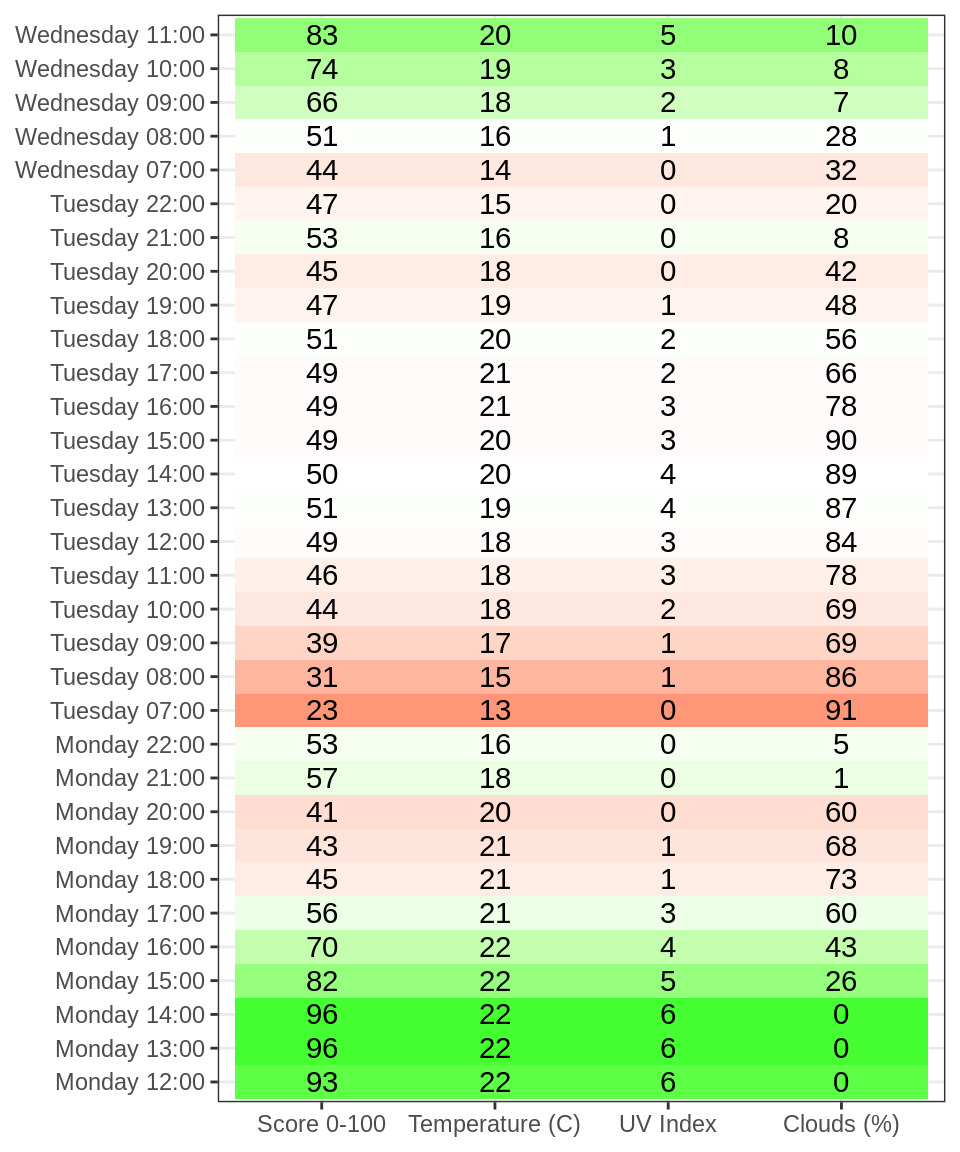 Wednesday 11:00 83 20 5 10
Wednesday 10:00 74 19 3 8
Wednesday 09:00 66 18 2 7
Wednesday 08:00 51 16 1 28
Wednesday 07:00 44 14 0 32
Tuesday 22:00 47 15 0 20
Tuesday 21:00 53 16 0 8
Tuesday 20:00 45 18 0 42
Tuesday 19:00 47 19 1 48
Tuesday 18:00 51 20 2 56
Tuesday 17:00 49 21 2 66
Tuesday 16:00 49 21 3 78
Tuesday 15:00 49 20 3 90
Tuesday 14:00 50 20 4 89
Tuesday 13:00 51 19 4 87
Tuesday 12:00 49 18 3 84
Tuesday 11:00 46 18 3 78
Tuesday 10:00 44 18 2 69
Tuesday 09:00 39 17 1 69
Tuesday 08:00 31 15 1 86
Tuesday 07:00 23 13 0 91
Monday 22:00 53 16 0 5
Monday 21:00 57 18 0 1
Monday 20:00 41 20 0 60
Monday 19:00 43 21 1 68
Monday 18:00 45 21 1 73
Monday 17:00 56 21 3 60
Monday 16:00 70 22 4 43
Monday 15:00 82 22 5 26
Monday 14:00 96 22 6 0
Monday 13:00 96 22 6 0
Monday 12:00 93 22 6 0
Score 0-100 Temperature (C) UV Index Clouds (%)